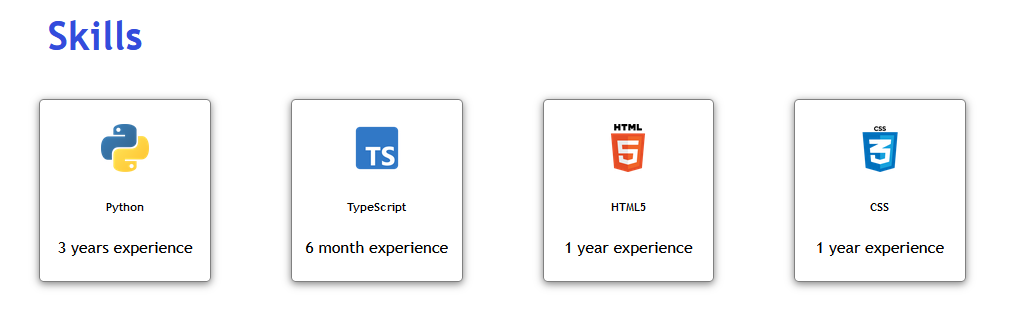 Skills
TS
HTML
5
CSS
3
Python
TypeScript
HTML5
CSS
3 years experience
6 month experience
1 year experience
1 year experience